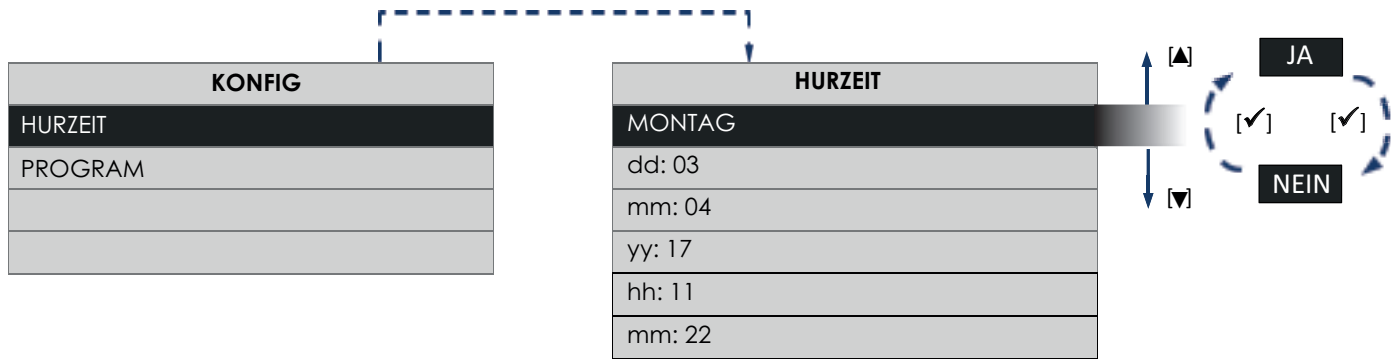 KONFIG
HURZEIT
PROGRAM
HURZEIT
MONTAG
dd: 03
mm: 04
yy: 17
hh: 11
mm: 22
[▲]
[▼]
JA
[✓] [✓]
NEIN